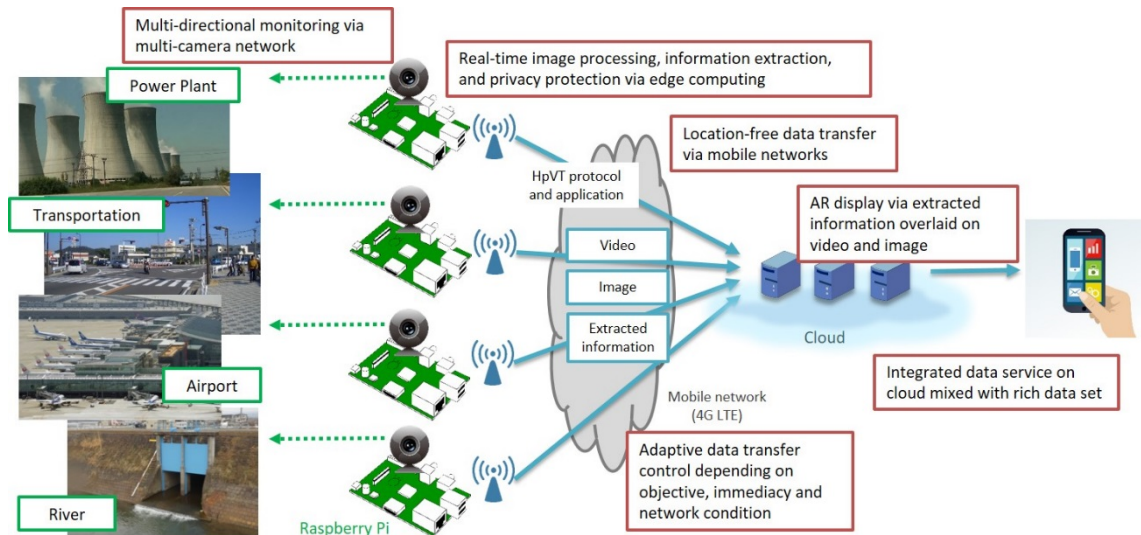 Multi-directional monitoring via
multi-camera network
Real-time image processing, information extraction,
and privacy protection via edge computing
Power Plant
Location-free data transfer
via mobile networks
HpVT protocol
and application
Transportation
AR display via extracted
information overlaid on
video and image
Video
Image
Extracted
information
Cloud
Airport
Integrated data service on
cloud mixed with rich data set
Mobile network
(4G LTE)
Adaptive data transfer
control depending on
objective, immediacy and
network condition
River
Raspberry Pi